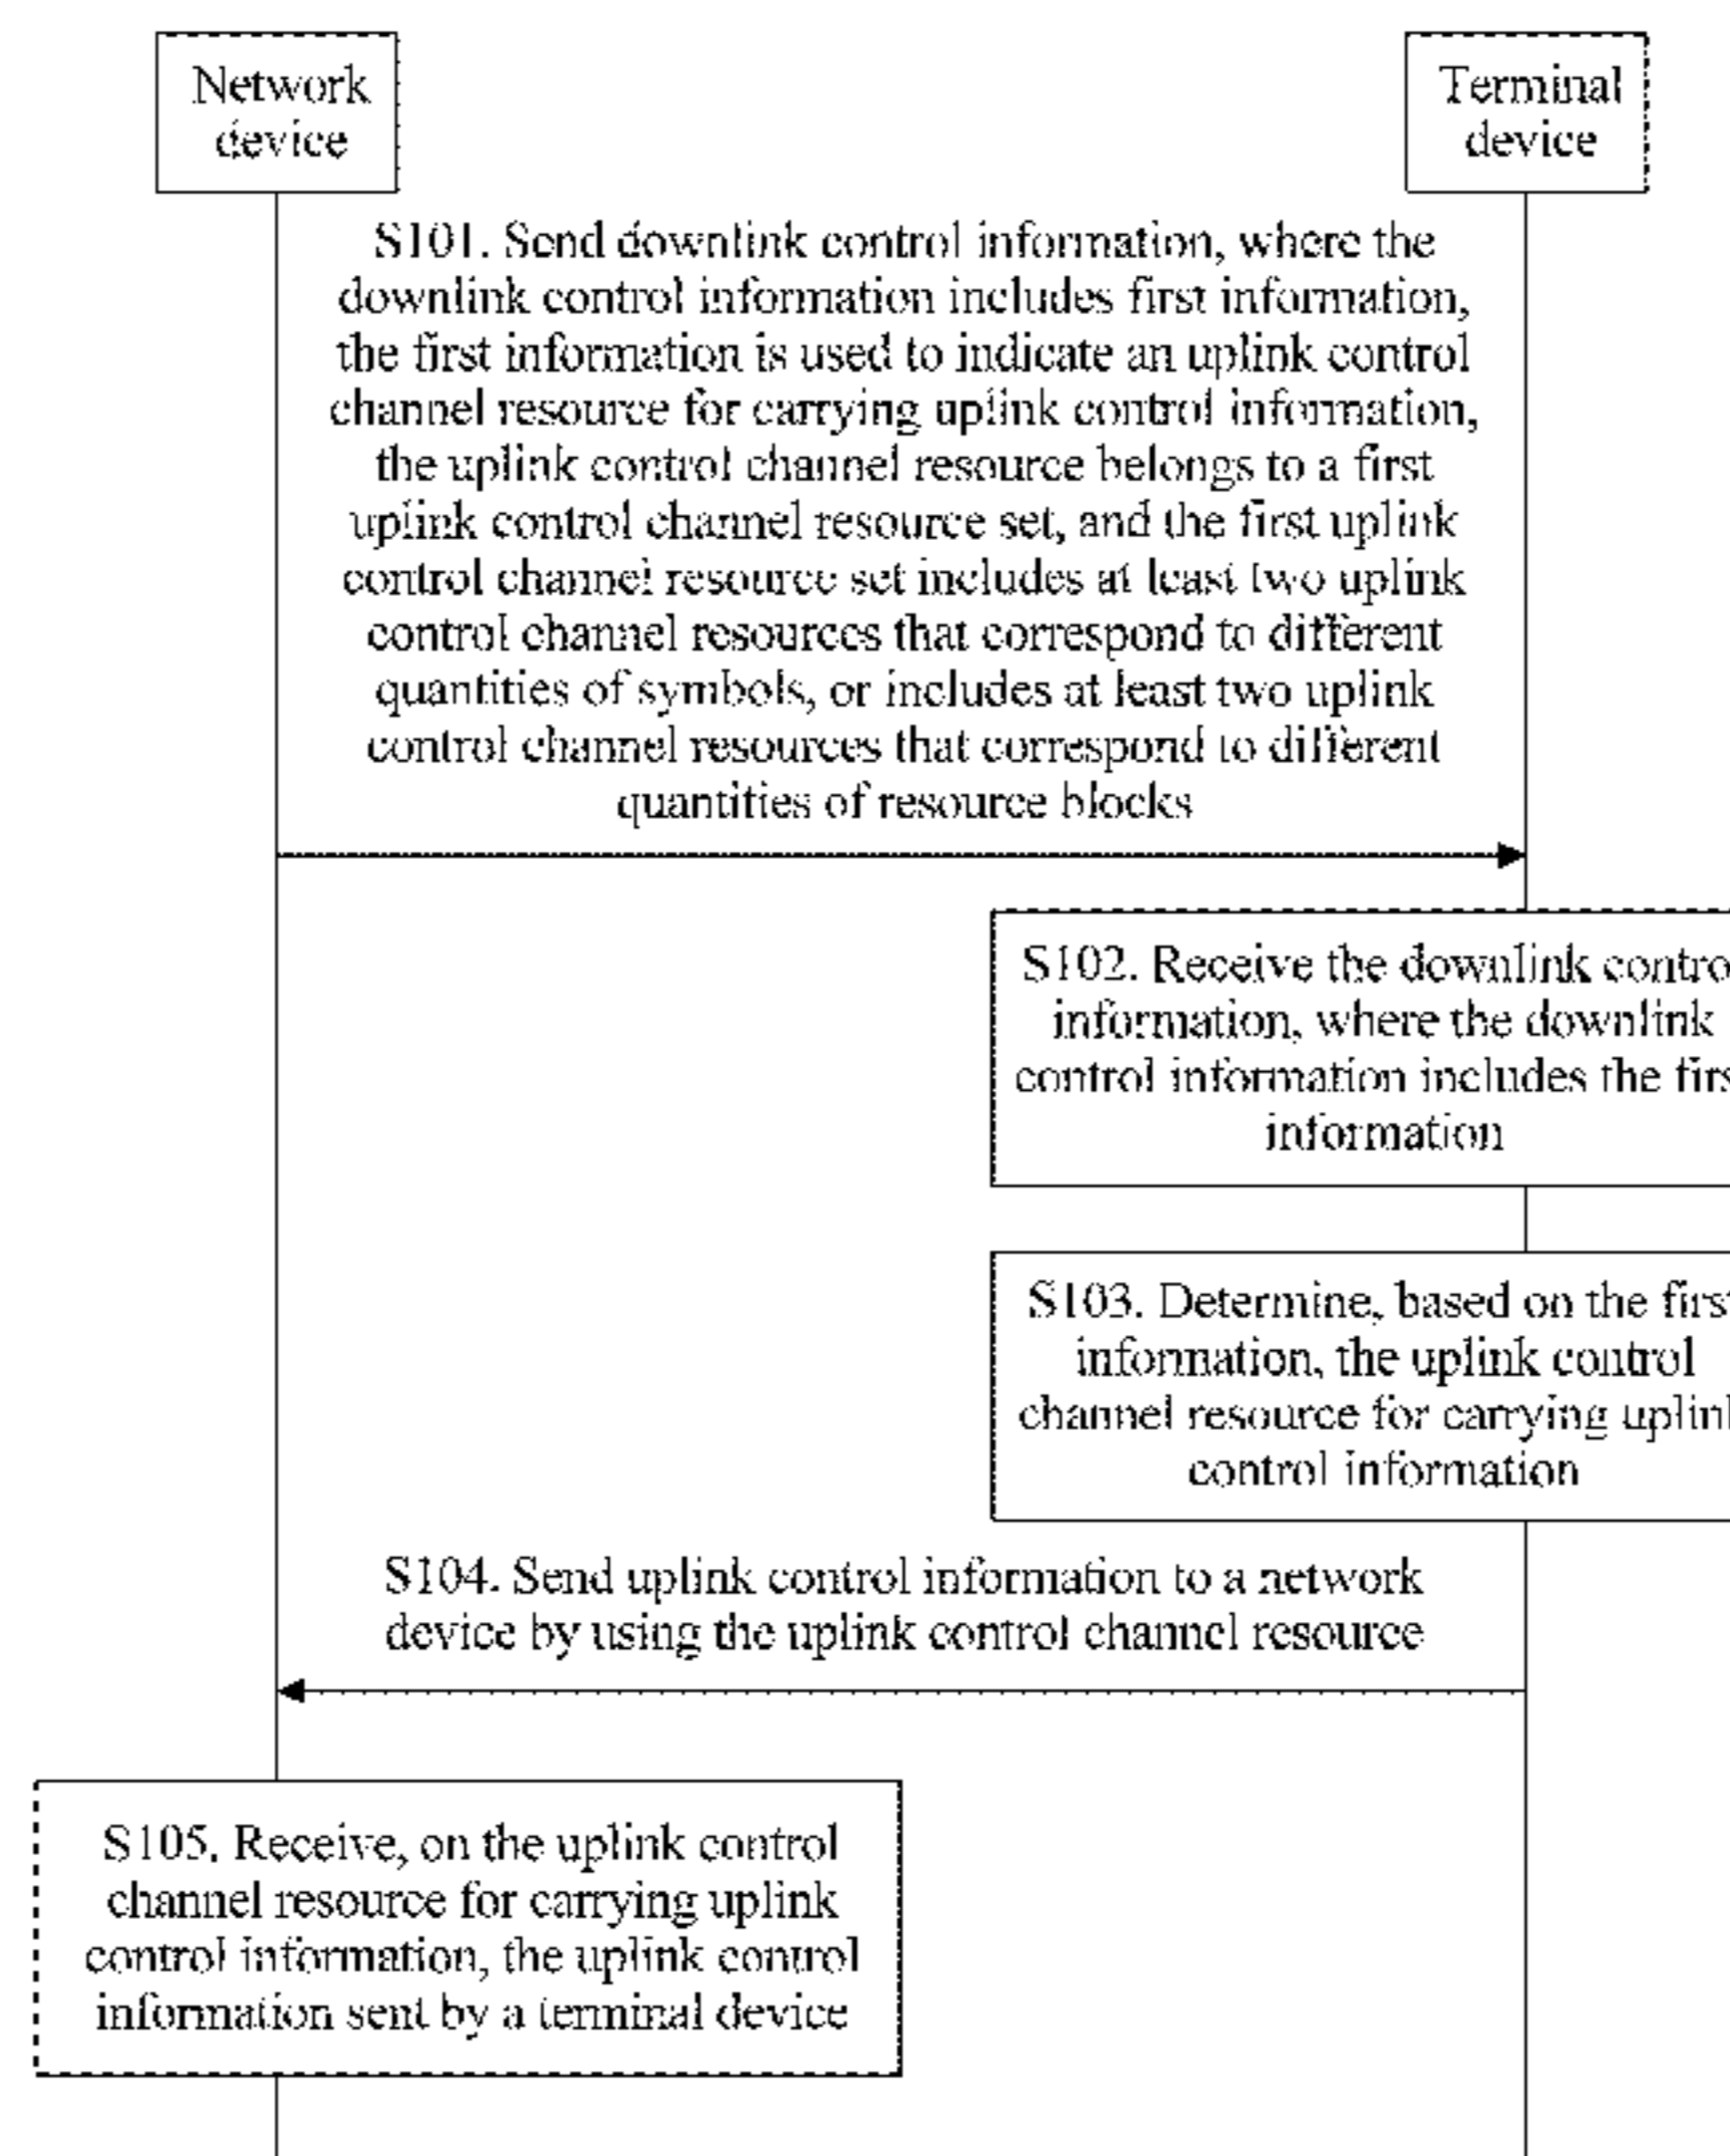 Network
device
Terminal
device
S101. Send downlink control information, where the
downlink control information includes first information,
the first information is used to indicate an uplink control
channel resource for carrying uplink control information,
the uplink control channel resource belongs to a first
uplink control channel resource set, and the first uplink
control channel resource set includes at least two uplink
control channel resources that correspond to different
quantities of symbols, or includes at least two uplink
control channel resources that correspond to different
quantities of resource blocks
S102. Receive the downlink contro
information, where the downlink
control information includes the firs
information
S103. Determine, based on the first
information, the uplink control
channel resource for carrying uplin
control information
S104. Send uplink control information to a network
device by using the uplink control channel resource
S105. Receive, on the uplink control
channel resource for carrying uplink
control information, the uplink control
information sent by a terminal device